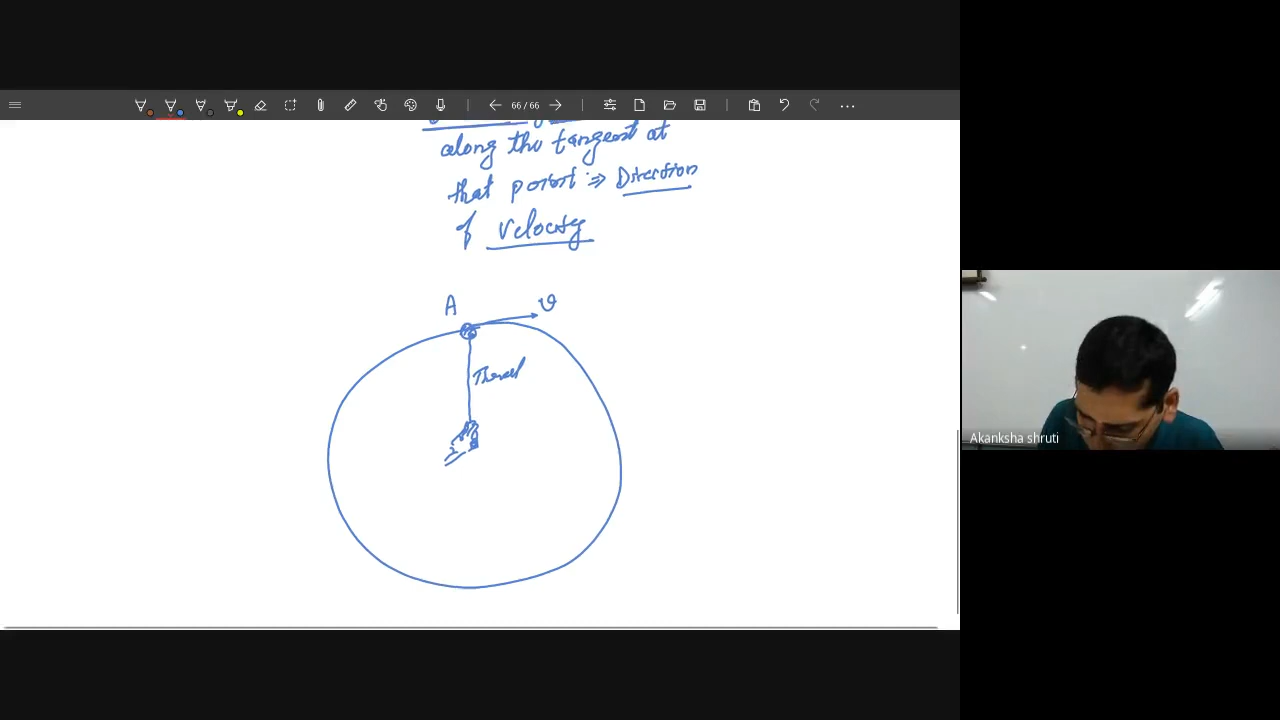 66 / 66
along the tangent at
that point ⇒ Direction
of Velocity
A
v
Thread
Akanksha shruti